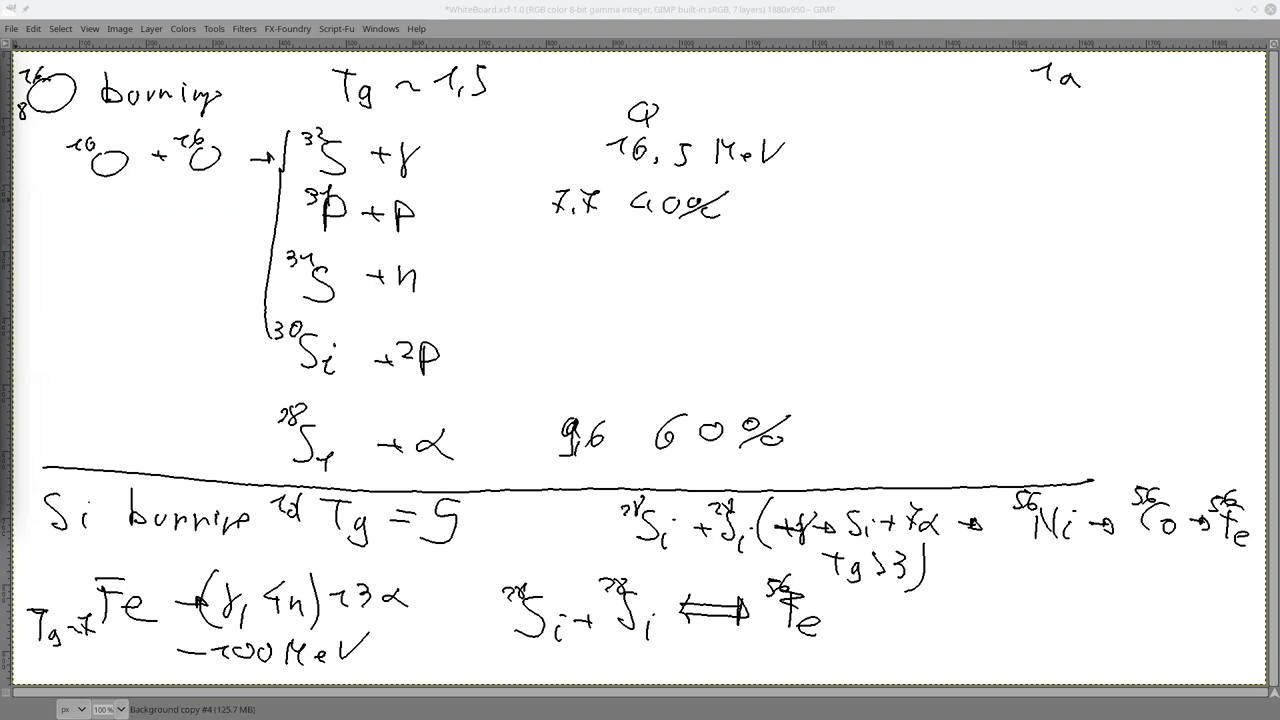 *WhiteBoard.xcf-1.0 (RGB color 8-bit gamma integer, GIMP built-in sRGB, 7 layers) 1880x950 – GIMP
File Edit Select View Image Layer Colors Tools Filters FX-Foundry Script-Fu Windows Help
¹⁶₈O burning T9 ~ 1,5 1a
Q
¹⁶O + ¹⁶O → ³²S + γ 16,5 MeV
³¹P + p 7.7 40%
³¹S + n
³⁰Si + 2p
²⁸Si + α 9,6 60%
Si burning 1d T9 = 5 ²⁸Si + ²⁸Si (+γ → Si + 7α → ⁵⁶Ni → ⁵⁶Co → ⁵⁶Fe
T9 > 3)
Fe → (γ, 4n) 13α ²⁸Si + ²⁸Si ⇔ ⁵⁶Fe
T9 ~ 7
– 100 MeV
px 100% Background copy #4 (125.7 MB)